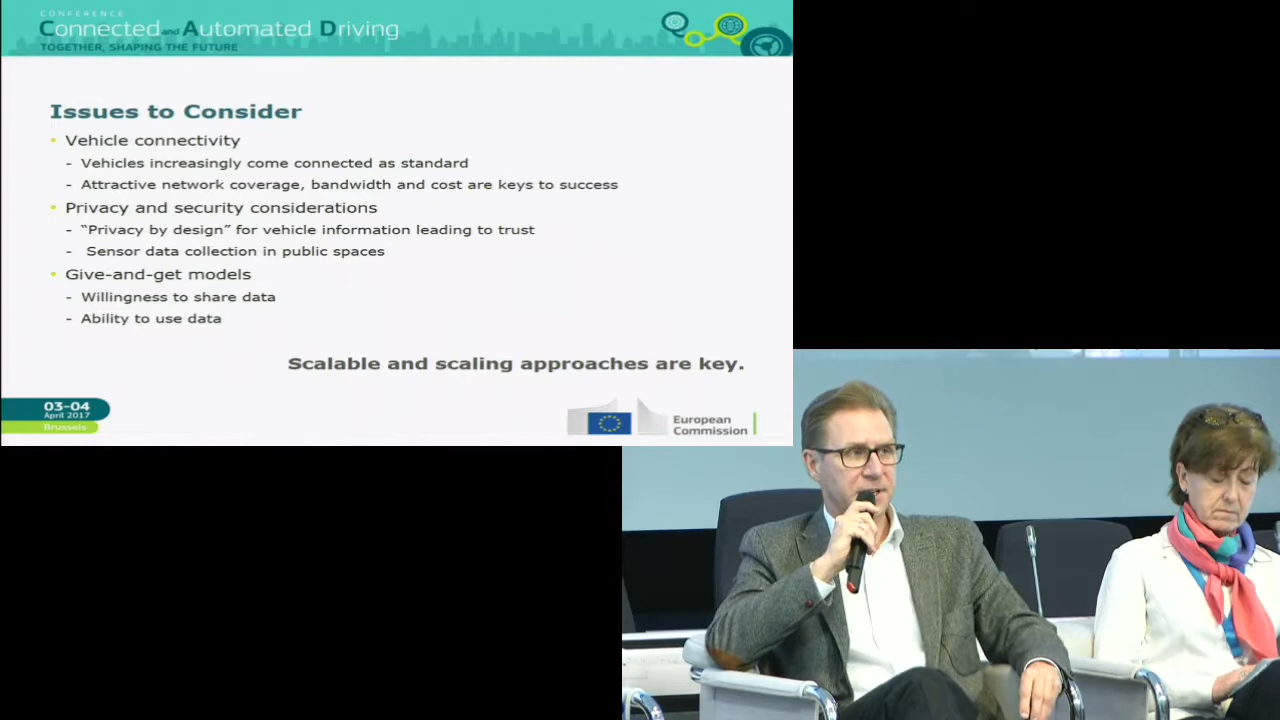 CONFERENCE
Connected and Automated Driving
TOGETHER, SHAPING THE FUTURE
Issues to Consider
• Vehicle connectivity
- Vehicles increasingly come connected as standard
- Attractive network coverage, bandwidth and cost are keys to success
• Privacy and security considerations
- “Privacy by design” for vehicle information leading to trust
- Sensor data collection in public spaces
• Give-and-get models
- Willingness to share data
- Ability to use data
Scalable and scaling approaches are key.
03-04
April 2017
Brussels
European
Commission